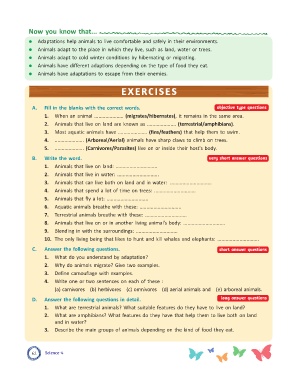 Now you know that...
Adaptations help animals to live comfortably and safely in their environments.
Animals adapt to the place in which they live, such as land, water or trees.
Animals adapt to cold winter conditions by hibernating or migrating.
Animals have different adaptations depending on the type of food they eat.
Animals have adaptations to escape from their enemies.
EXERCISES
A. Fill in the blanks with the correct words. objective type questions
1. When an animal .................... (migrates/hibernates), it remains in the same area.
2. Animals that live on land are known as .................... (terrestrial/amphibians).
3. Most aquatic animals have .................... (fins/feathers) that help them to swim.
4. .................... (Arboreal/Aerial) animals have sharp claws to climb on trees.
5. .................... (Carnivores/Parasites) live on or inside their host's body.
B. Write the word. very short answer questions
1. Animals that live on land: ....................
2. Animals that live in water: ....................
3. Animals that can live both on land and in water: ....................
4. Animals that spend a lot of time on trees: ....................
5. Animals that fly a lot: ....................
6. Aquatic animals breathe with these: ....................
7. Terrestrial animals breathe with these: ....................
8. Animals that live on or in another living animal's body: ....................
9. Blending in with the surroundings: ....................
10. The only living being that likes to hunt and kill whales and elephants: ....................
C. Answer the following questions. short answer questions
1. What do you understand by adaptation?
2. Why do animals migrate? Give two examples.
3. Define camouflage with examples.
4. Write one or two sentences on each of these :
(a) carnivores (b) herbivores (c) omnivores (d) aerial animals and (e) arboreal animals.
D. Answer the following questions in detail. long answer questions
1. What are terrestrial animals? What suitable features do they have to live on land?
2. What are amphibians? What features do they have that help them to live both on land
and in water?
3. Describe the main groups of animals depending on the kind of food they eat.
62 Science-4